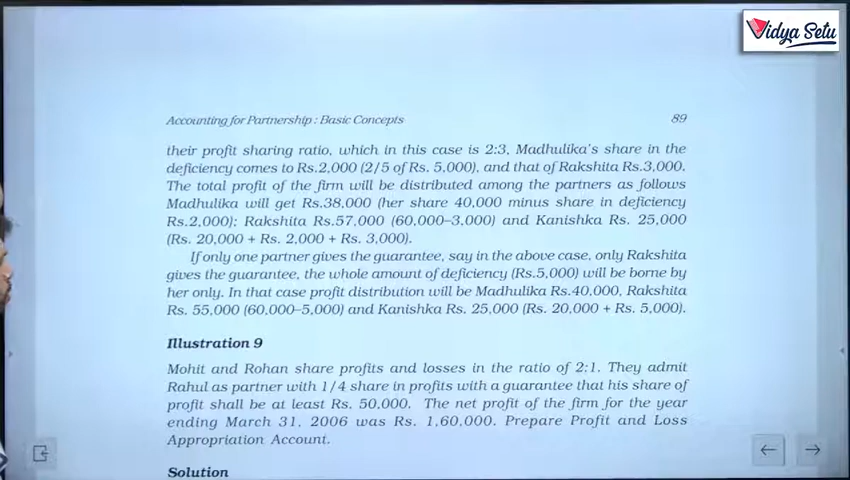 Vidya Setu
Accounting for Partnership : Basic Concepts 89
their profit sharing ratio, which in this case is 2:3, Madhulika's share in the
deficiency comes to Rs.2,000 (2/5 of Rs. 5,000), and that of Rakshita Rs.3,000.
The total profit of the firm will be distributed among the partners as follows
Madhulika will get Rs.38,000 (her share 40,000 minus share in deficiency
Rs.2,000); Rakshita Rs.57,000 (60,000–3,000) and Kanishka Rs. 25,000
(Rs. 20,000 + Rs. 2,000 + Rs. 3,000).
If only one partner gives the guarantee, say in the above case, only Rakshita
gives the guarantee, the whole amount of deficiency (Rs.5,000) will be borne by
her only. In that case profit distribution will be Madhulika Rs.40,000, Rakshita
Rs. 55,000 (60,000–5,000) and Kanishka Rs. 25,000 (Rs. 20,000 + Rs. 5,000).
Illustration 9
Mohit and Rohan share profits and losses in the ratio of 2:1. They admit
Rahul as partner with 1/4 share in profits with a guarantee that his share of
profit shall be at least Rs. 50,000. The net profit of the firm for the year
ending March 31, 2006 was Rs. 1,60,000. Prepare Profit and Loss
Appropriation Account.
Solution